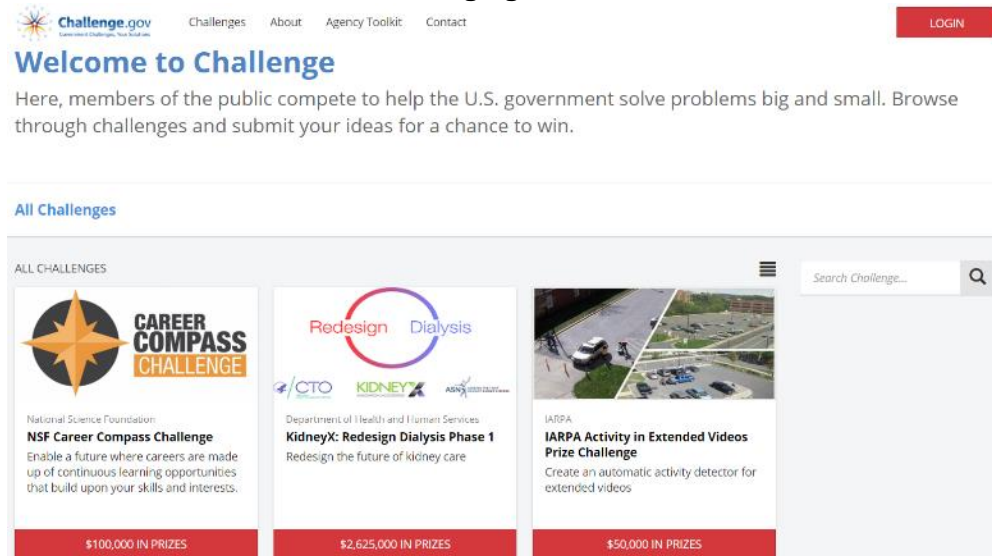 Challenge.gov
Government Challenges, Your Solutions
Challenges About Agency Toolkit Contact
LOGIN
Welcome to Challenge
Here, members of the public compete to help the U.S. government solve problems big and small. Browse
through challenges and submit your ideas for a chance to win.
All Challenges
ALL CHALLENGES
Search Challenge...
CAREER
COMPASS
CHALLENGE
National Science Foundation
NSF Career Compass Challenge
Enable a future where careers are made
up of continuous learning opportunities
that build upon your skills and interests.
$100,000 IN PRIZES
Redesign Dialysis
CTO KIDNEYX ASN
Department of Health and Human Services
KidneyX: Redesign Dialysis Phase 1
Redesign the future of kidney care
$2,625,000 IN PRIZES
IARPA
IARPA Activity in Extended Videos
Prize Challenge
Create an automatic activity detector for
extended videos
$50,000 IN PRIZES